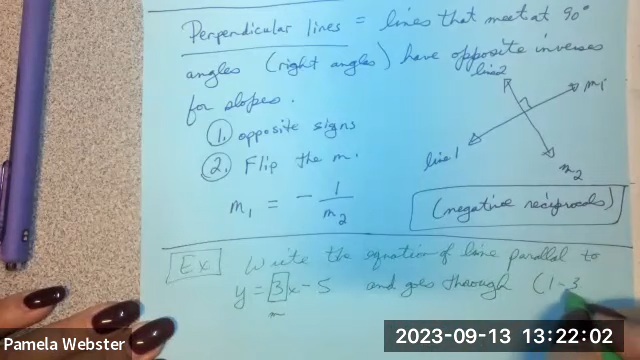 Perpendicular lines = lines that meet at 90°
angles (right angles) have opposite inverses
for slopes.
line2
m1
① opposite signs
② Flip the m.
line1
m2
m1 = - 1/m2
(negative reciprocals)
Ex Write the equation of line parallel to
y = 3x - 5 and goes through (1 -3
m
Pamela Webster
2023-09-13 13:22:02